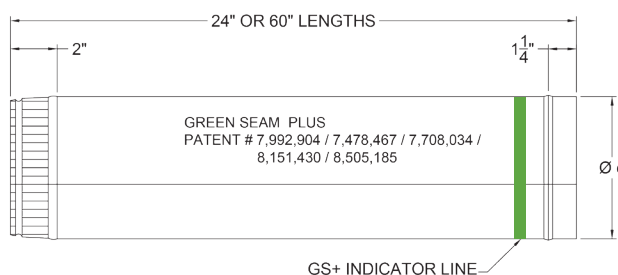 24" OR 60" LENGTHS
2"
1 1/4"
GREEN SEAM PLUS
PATENT # 7,992,904 / 7,478,467 / 7,708,034 /
8,151,430 / 8,505,185
Ø
GS+ INDICATOR LINE